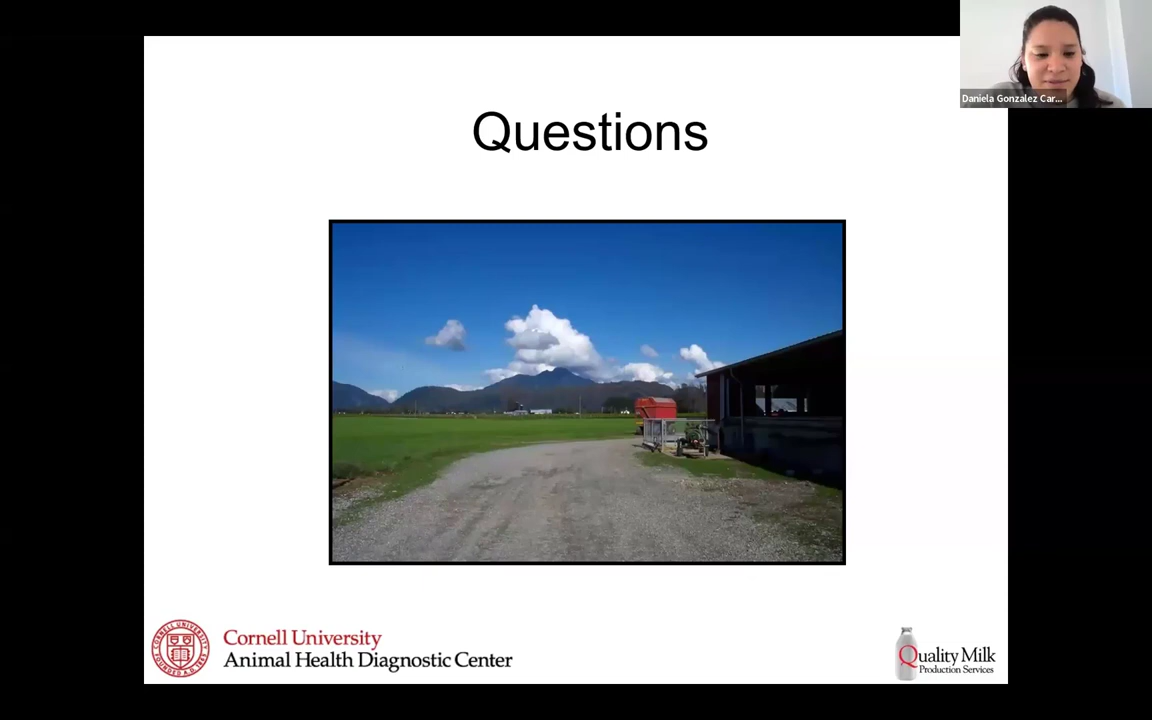 Daniela Gonzalez Car...
Questions
Cornell University
Animal Health Diagnostic Center
Quality Milk
Production Services